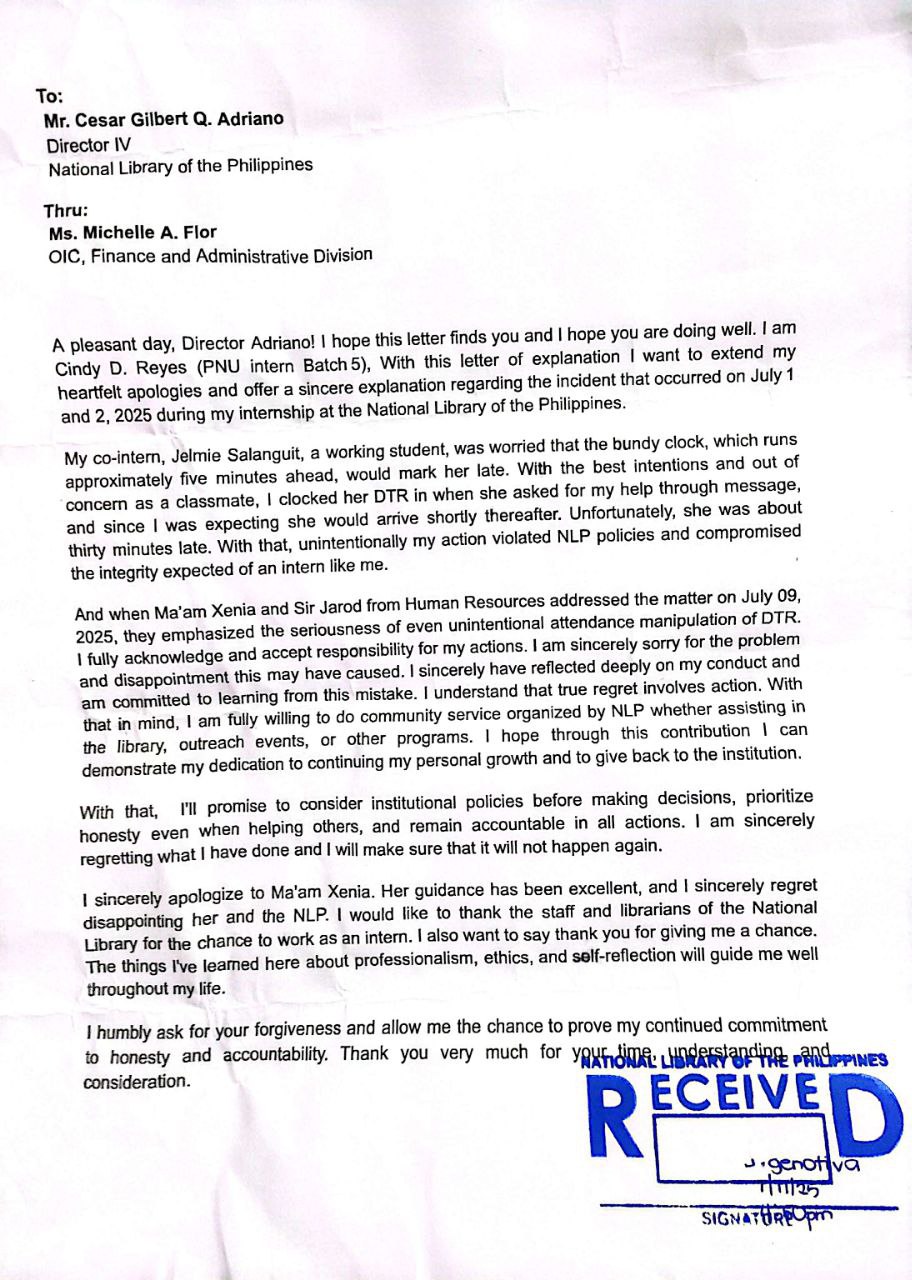 To:
Mr. Cesar Gilbert Q. Adriano
Director IV
National Library of the Philippines
Thru:
Ms. Michelle A. Flor
OIC, Finance and Administrative Division
A pleasant day, Director Adriano! I hope this letter finds you and I hope you are doing well. I am
Cindy D. Reyes (PNU intern Batch 5), With this letter of explanation I want to extend my
heartfelt apologies and offer a sincere explanation regarding the incident that occurred on July 1
and 2, 2025 during my internship at the National Library of the Philippines.
My co-intern, Jelmie Salanguit, a working student, was worried that the bundy clock, which runs
approximately five minutes ahead, would mark her late. With the best intentions and out of
concern as a classmate, I clocked her DTR in when she asked for my help through message,
and since I was expecting she would arrive shortly thereafter. Unfortunately, she was about
thirty minutes late. With that, unintentionally my action violated NLP policies and compromised
the integrity expected of an intern like me.
And when Ma'am Xenia and Sir Jarod from Human Resources addressed the matter on July 09,
2025, they emphasized the seriousness of even unintentional attendance manipulation of DTR.
I fully acknowledge and accept responsibility for my actions. I am sincerely sorry for the problem
and disappointment this may have caused. I sincerely have reflected deeply on my conduct and
am committed to learning from this mistake. I understand that true regret involves action. With
that in mind, I am fully willing to do community service organized by NLP whether assisting in
the library, outreach events, or other programs. I hope through this contribution I can
demonstrate my dedication to continuing my personal growth and to give back to the institution.
With that, I'll promise to consider institutional policies before making decisions, prioritize
honesty even when helping others, and remain accountable in all actions. I am sincerely
regretting what I have done and I will make sure that it will not happen again.
I sincerely apologize to Ma'am Xenia. Her guidance has been excellent, and I sincerely regret
disappointing her and the NLP. I would like to thank the staff and librarians of the National
Library for the chance to work as an intern. I also want to say thank you for giving me a chance.
The things I've learned here about professionalism, ethics, and self-reflection will guide me well
throughout my life.
I humbly ask for your forgiveness and allow me the chance to prove my continued commitment
to honesty and accountability. Thank you very much for your time, understanding and
consideration.
NATIONAL LIBRARY OF THE PHILIPPINES
RECEIVED
J. genotiva
7/11/25
SIGNATURE